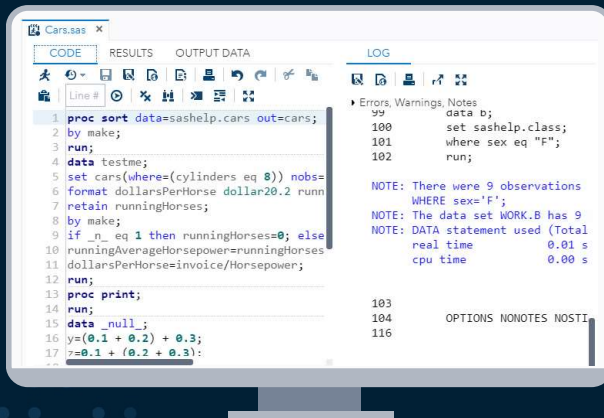 Cars.sas ×
CODE RESULTS OUTPUT DATA
Line #
1 proc sort data=sashelp.cars out=cars;
2 by make;
3 run;
4 data testme;
5 set cars(where=(cylinders eq 8)) nobs=
6 format dollarsPerHorse dollar20.2 runn
7 retain runningHorses;
8 by make;
9 if _n_ eq 1 then runningHorses=0; else
10 runningAverageHorsepower=runningHorses
11 dollarsPerHorse=invoice/Horsepower;
12 run;
13 proc print;
14 run;
15 data _null_;
16 y=(0.1 + 0.2) + 0.3;
17 z=0.1 + (0.2 + 0.3);
LOG
Errors, Warnings, Notes
99 data b;
100 set sashelp.class;
101 where sex eq "F";
102 run;
NOTE: There were 9 observations
WHERE sex='F';
NOTE: The data set WORK.B has 9
NOTE: DATA statement used (Total
real time 0.01 s
cpu time 0.00 s
103
104 OPTIONS NONOTES NOSTI
116